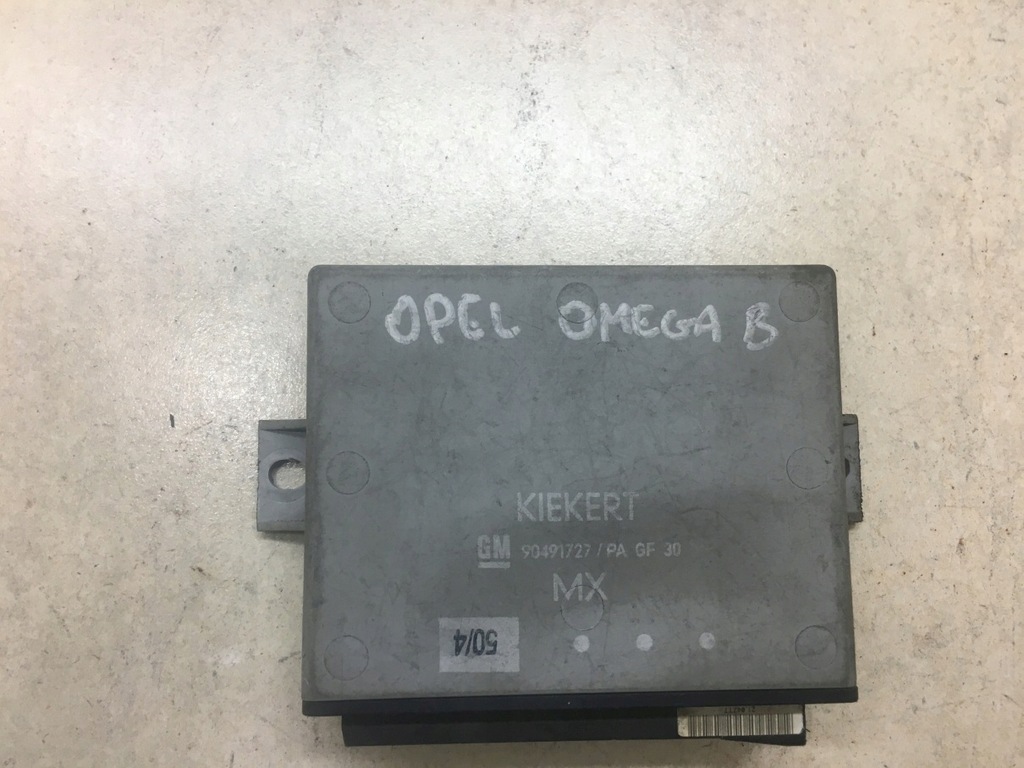 OPEL OMEGA B
KIEKERT
GM 90491727 / PA GF 30
MX
50/4